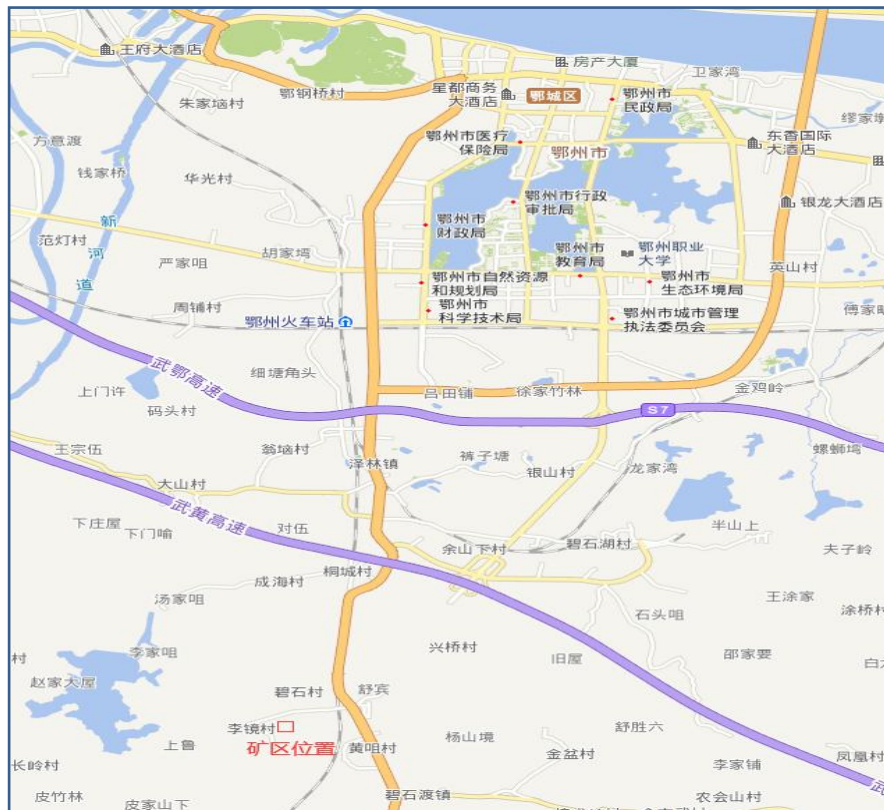 王府大酒店
房产大厦
卫家湾
朱家垴村
鄂钢桥村
星都商务
大酒店
鄂城区
鄂州市
民政局
方意渡
鄂州市医疗
保险局
鄂州市
东香国际
大酒店
钱家桥
华光村
鄂州市行政
审批局
银龙大酒店
新河道
范灯村
鄂州市
财政局
严家咀
胡家塆
鄂州市
教育局
鄂州职业
大学
英山村
鄂州市自然资源
和规划局
鄂州市
生态环境局
周铺村
鄂州火车站
鄂州市
科学技术局
鄂州市城市管理
执法委员会
武鄂高速
细塘角头
上门许
码头村
吕田铺
徐家竹林
金鸡岭
S7
王宗伍
翁垴村
泽林镇
裤子塘
银山村
龙家湾
螺蛳塆
大山村
武黄高速
下庄屋
下门喻
对伍
半山上
余山下村
碧石湖村
夫子岭
成海村
桐城村
汤家咀
石头咀
王涂家
涂桥村
李家咀
兴桥村
旧屋
邵家要
村
赵家大屋
碧石村
舒宾
李镜村
矿区位置
上鲁
黄咀村
杨山境
舒胜六
金盆村
李家铺
凤凰村
长岭村
皮竹林
皮家山下
碧石渡镇
农会山村
武